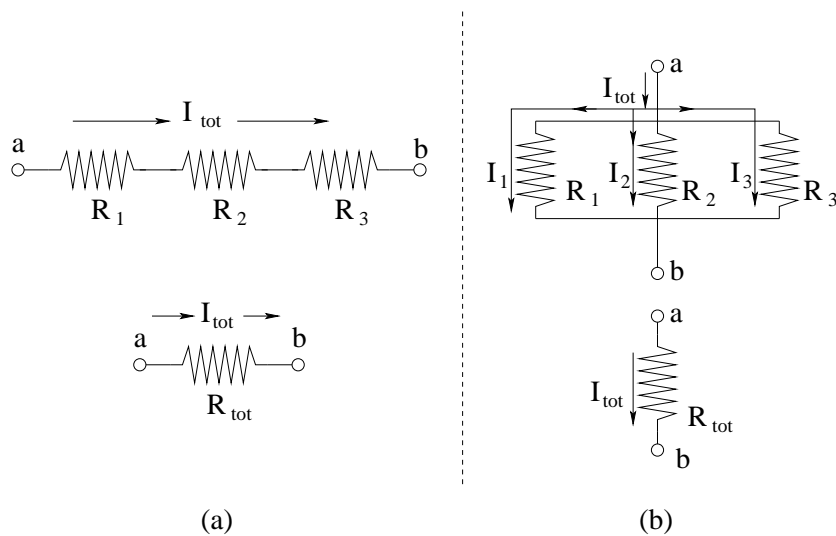 a I tot b
R 1 R 2 R 3
a I tot b
R tot
(a)
a
I tot
I 1 R 1 I 2 R 2 I 3 R 3
b
a
I tot R tot
b
(b)